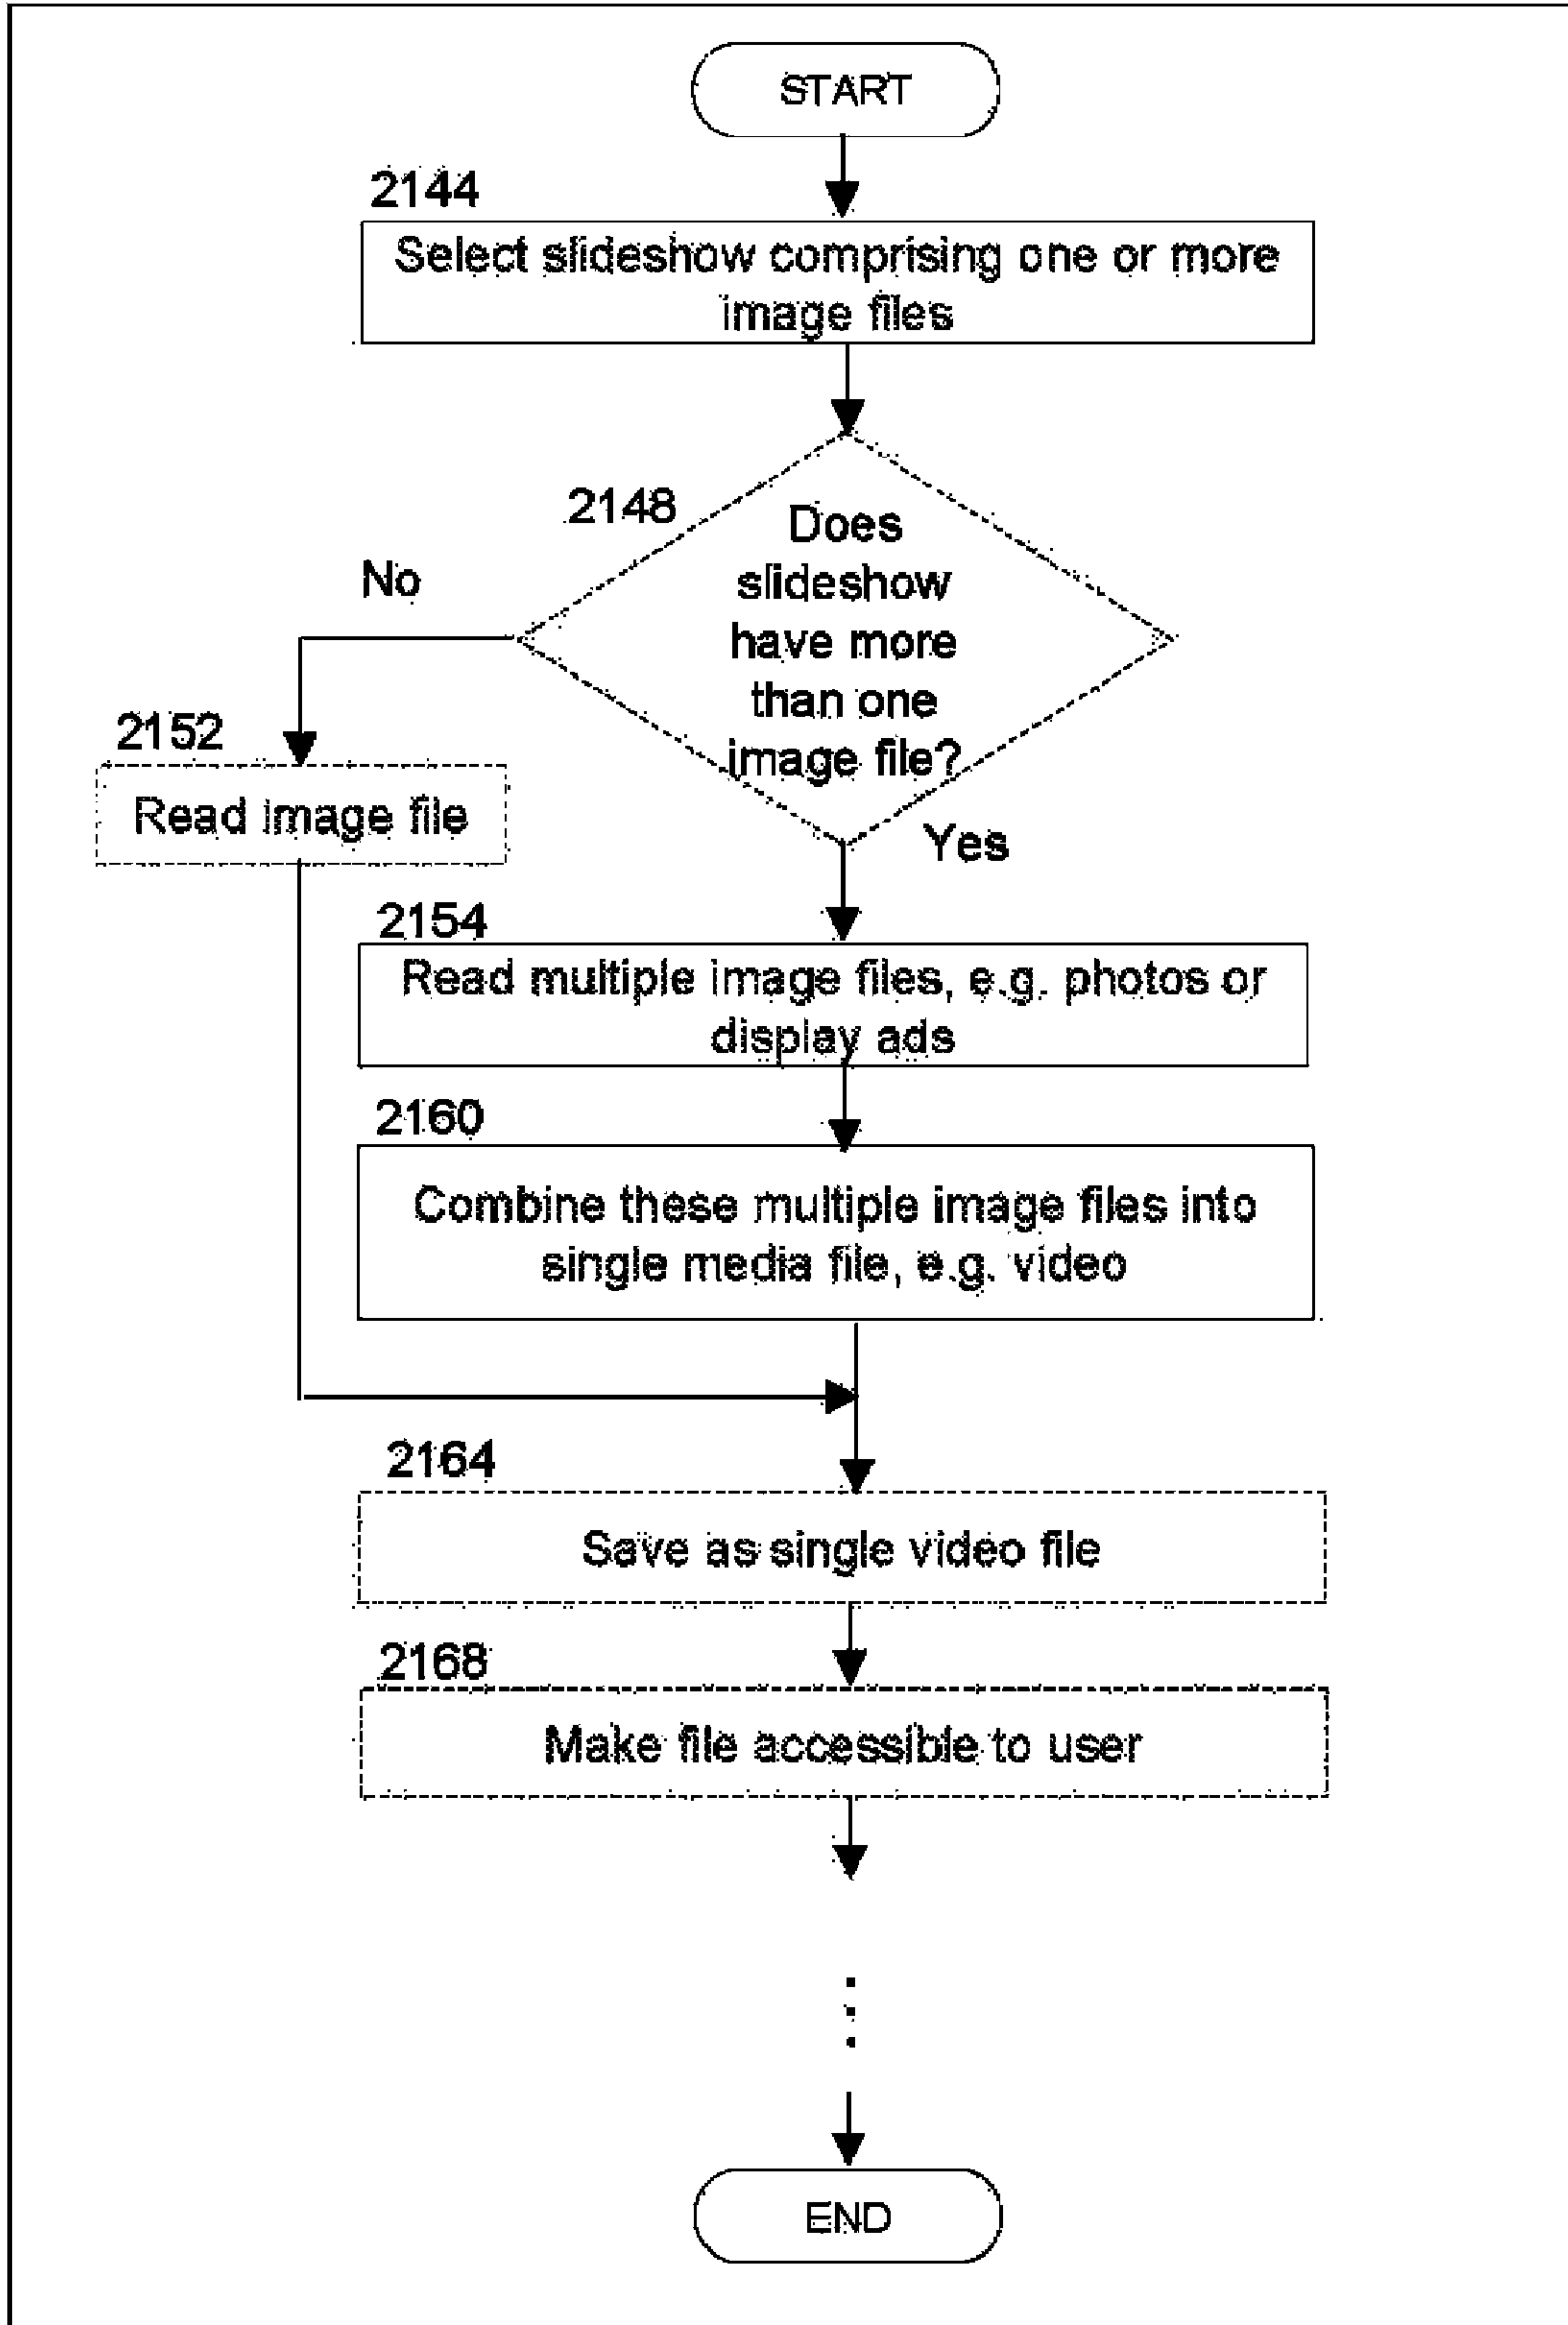 START
2144
Select slideshow comprising one or more
image files
2148
Does
slideshow
have more
than one
image file?
No
Yes
2152
Read image file
2154
Read multiple image files, e.g. photos or
display ads
2160
Combine these multiple image files into
single media file, e.g. video
2164
Save as single video file
2168
Make file accessible to user
END